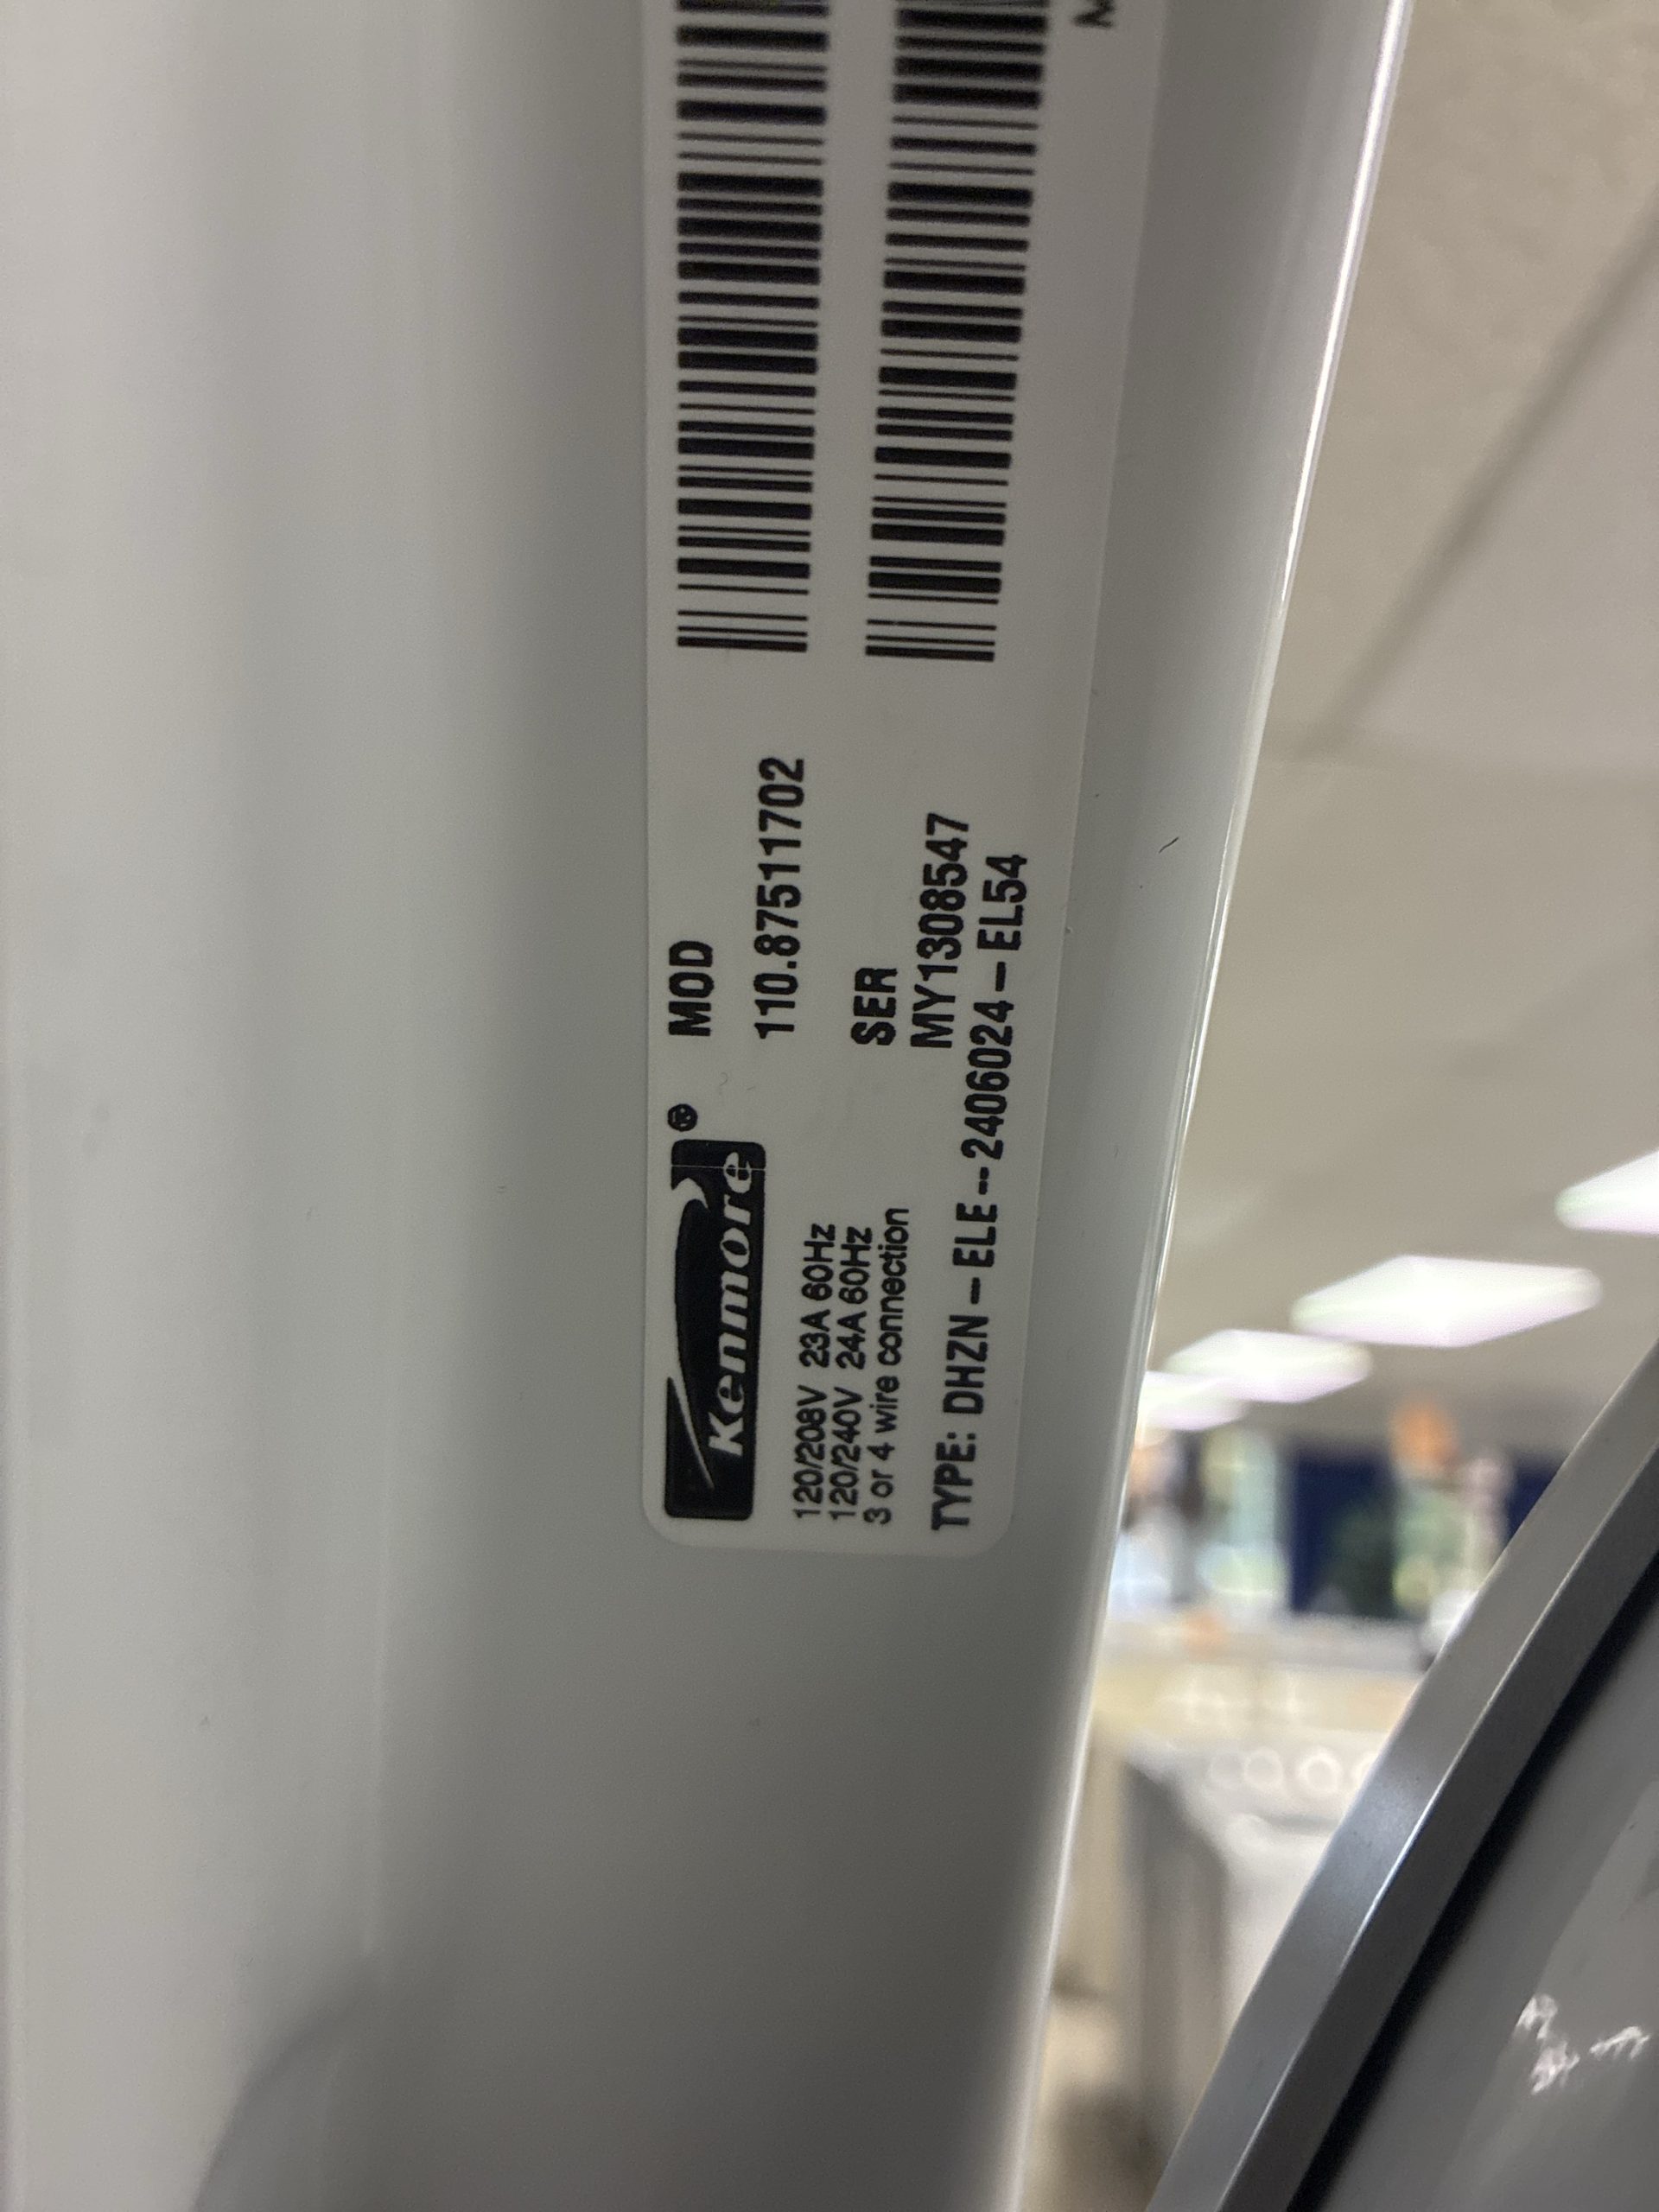 Kenmore®
120/208V 23A 60Hz
120/240V 24A 60Hz
3 or 4 wire connection
MOD
110.87511702
SER
MY1308547
TYPE: DHZN-ELE--2406024-EL54